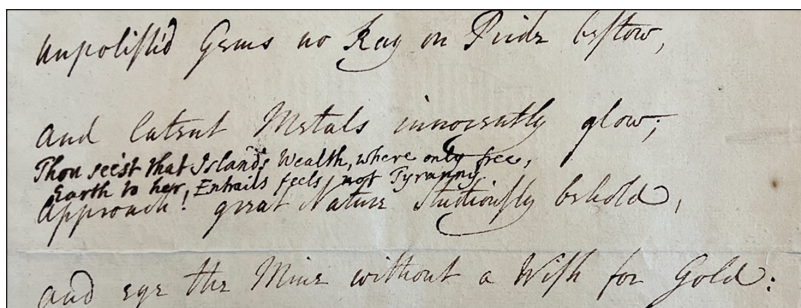 Unpolish'd Gems no Ray on Pride bestow,
and latent Metals innocently glow;
Thou see'st that Island's Wealth, where only free,
Earth to her Entrails feels not Tyranny.
Approach! great Nature studiously behold,
and eye the Mine without a Wish for Gold: